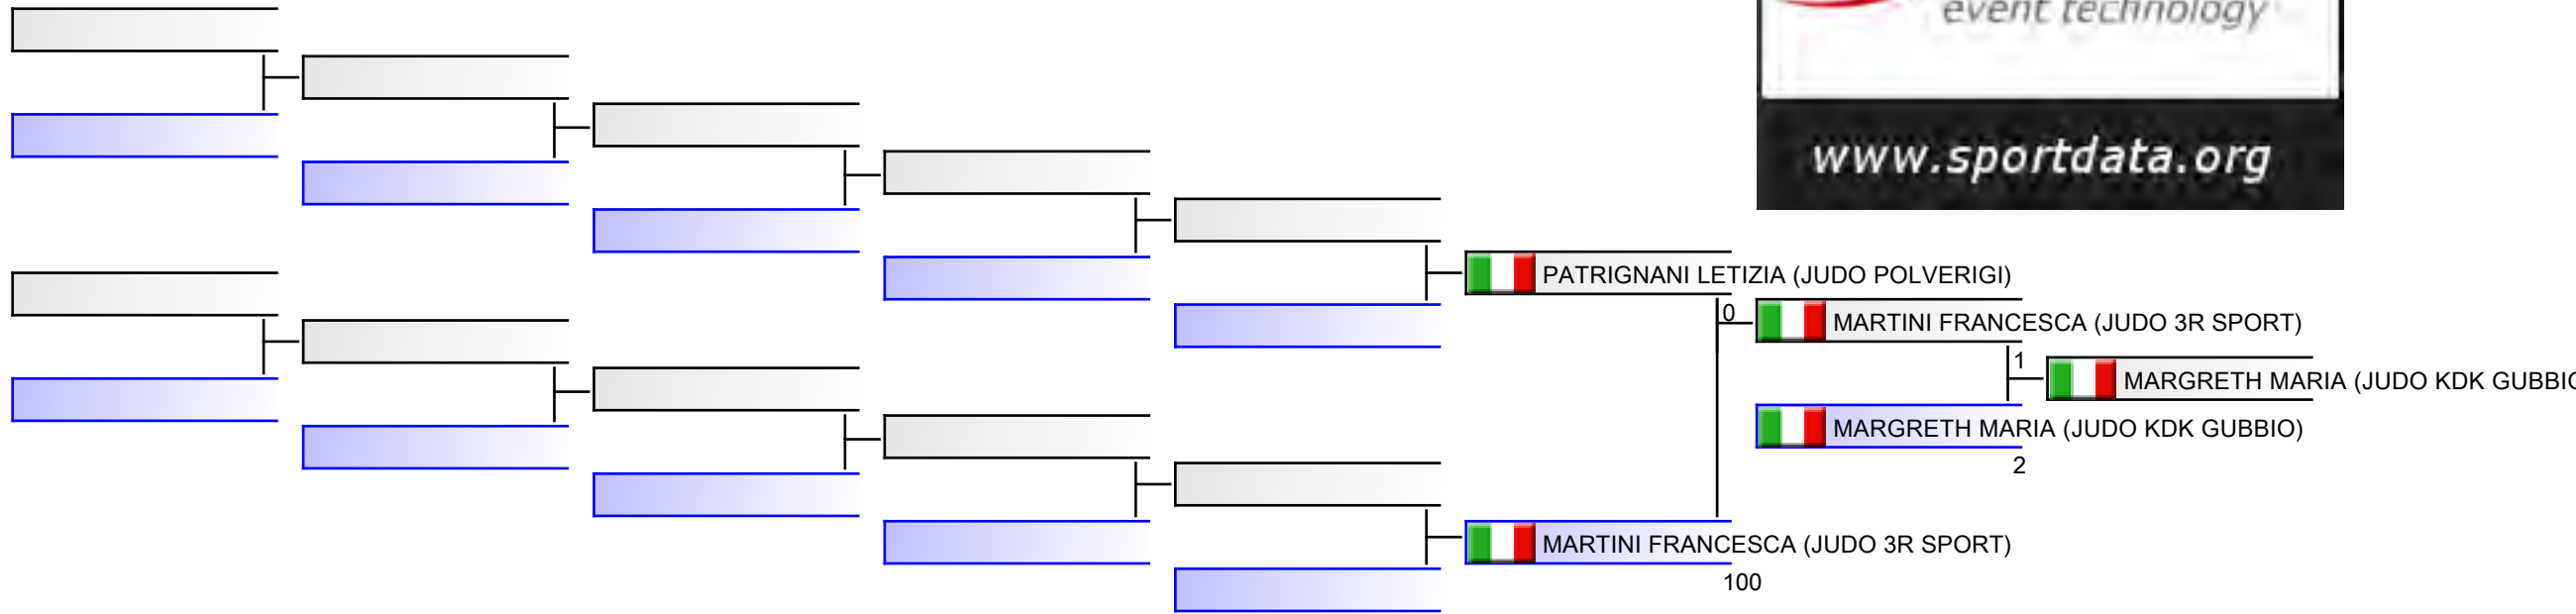 event technology
www.sportdata.org
PATRIGNANI LETIZIA (JUDO POLVERIGI)
0
MARTINI FRANCESCA (JUDO 3R SPORT)
1
MARGRETH MARIA (JUDO KDK GUBBIO
MARGRETH MARIA (JUDO KDK GUBBIO)
2
MARTINI FRANCESCA (JUDO 3R SPORT)
100